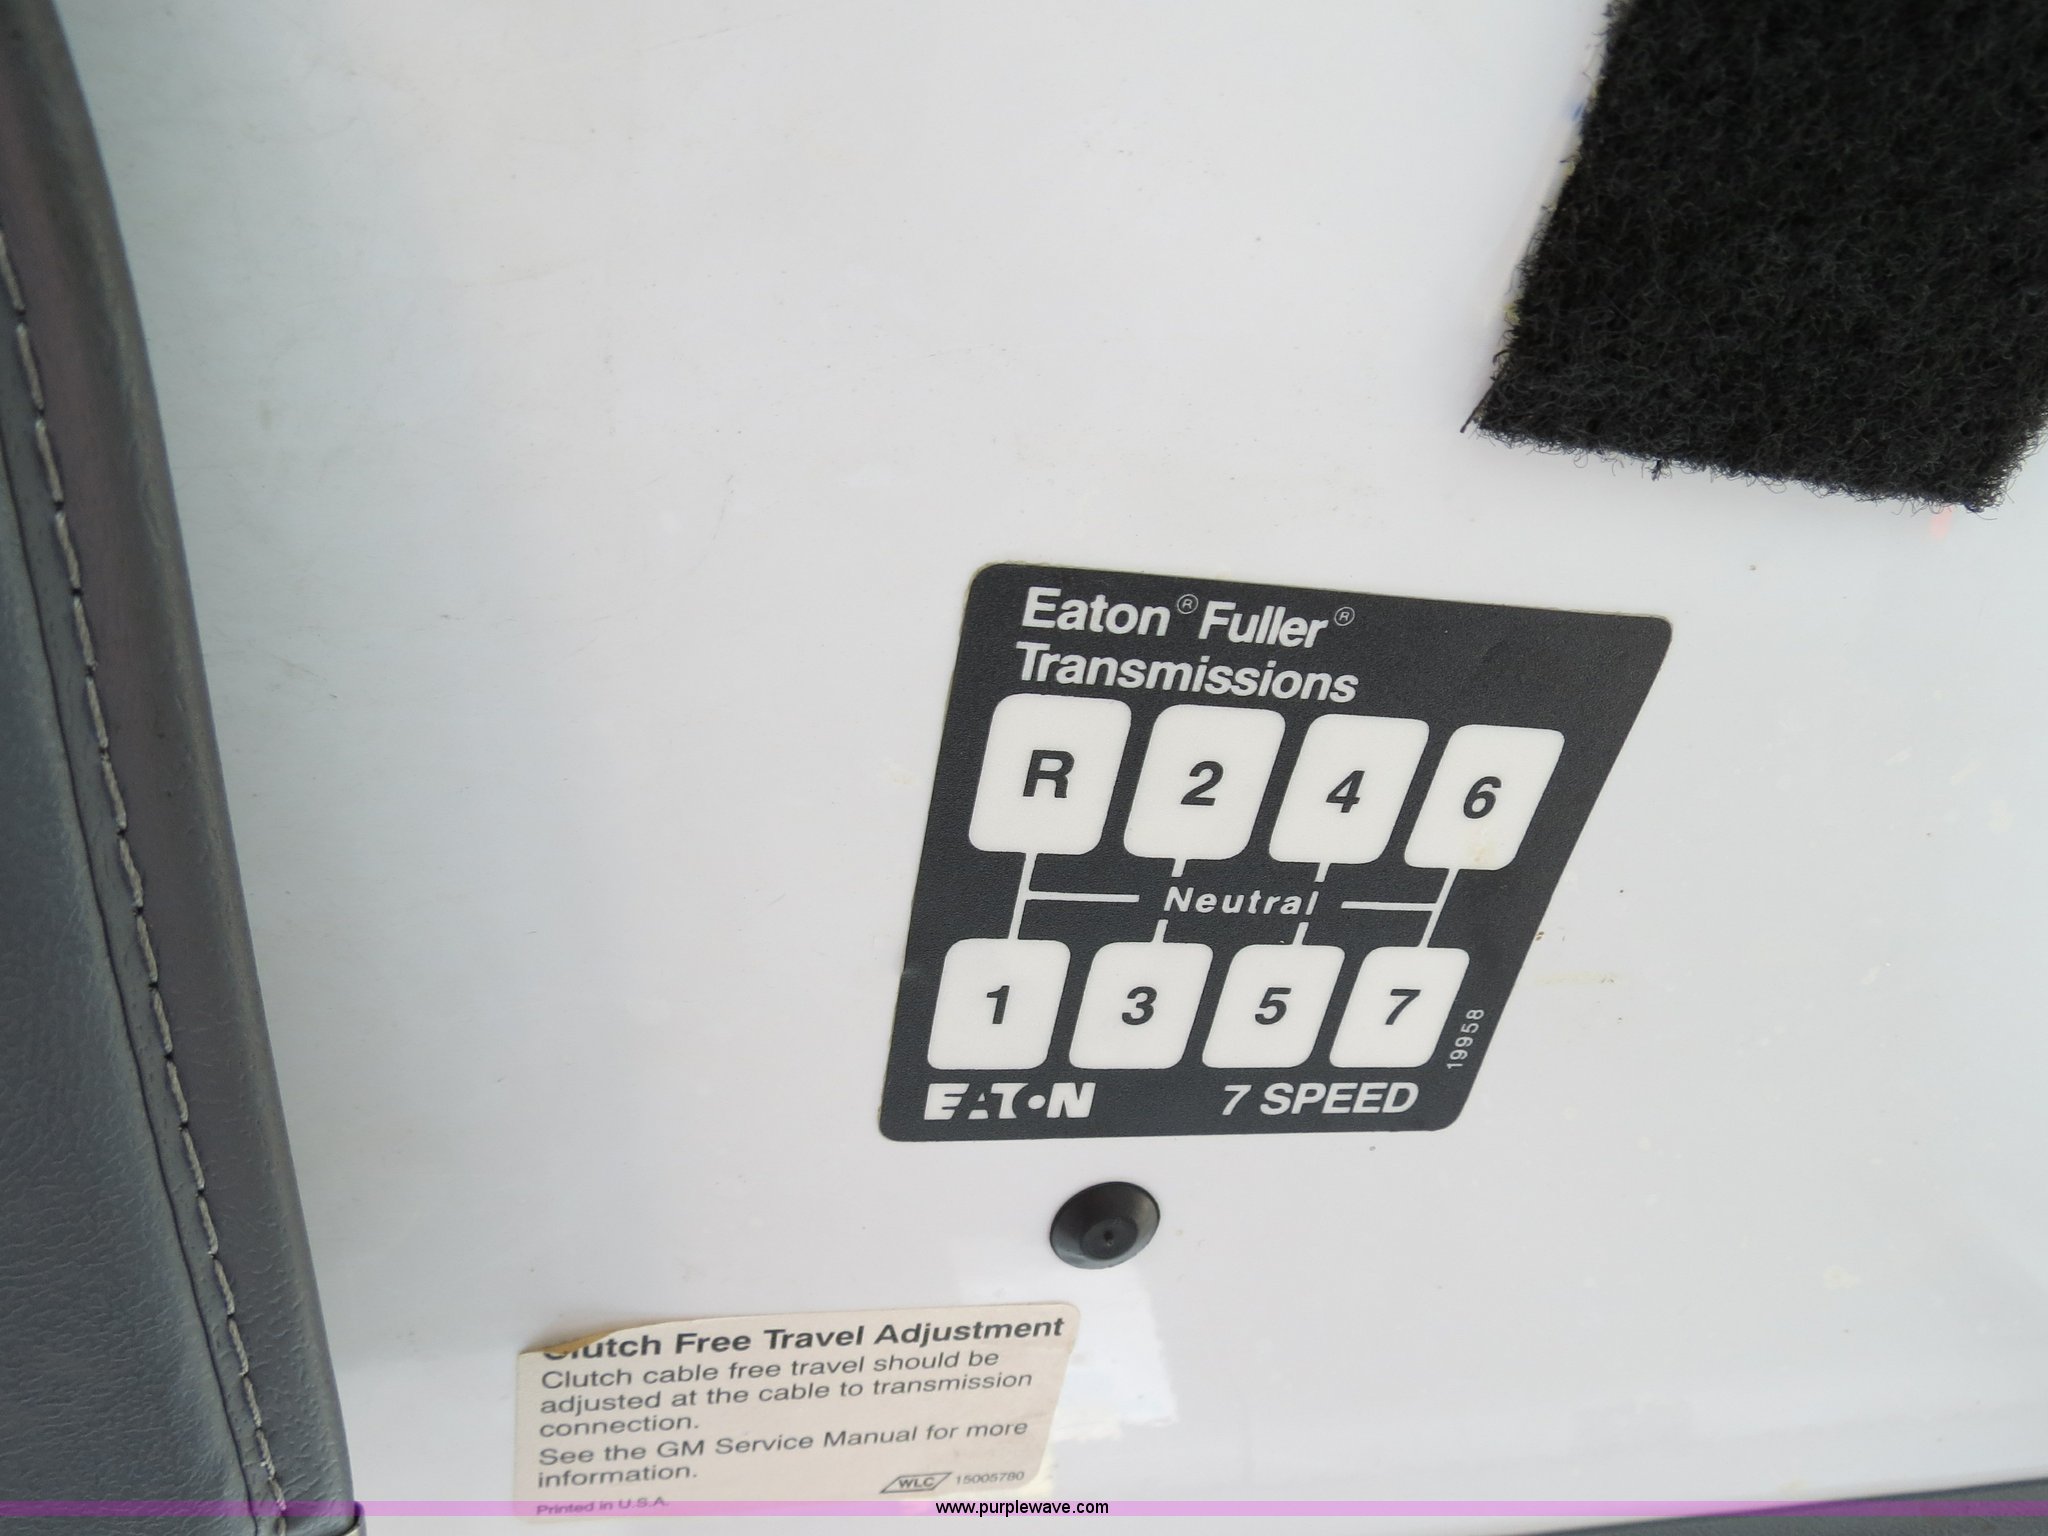 Eaton® Fuller®
Transmissions
R 2 4 6
Neutral
1 3 5 7
19958
EATON 7 SPEED
Clutch Free Travel Adjustment
Clutch cable free travel should be
adjusted at the cable to transmission
connection.
See the GM Service Manual for more
information.
WLC 15005780
Printed in U.S.A.
www.purplewave.com